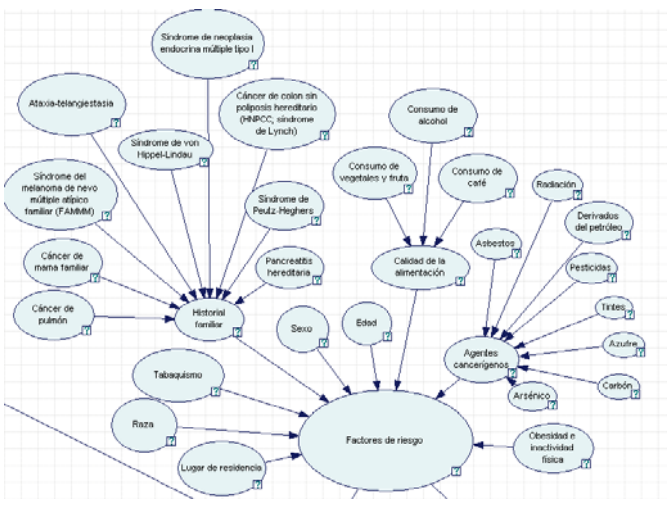 Síndrome de neoplasia
endocrina múltiple tipo I
Ataxia-telangiestasia
Cáncer de colon sin
poliposis hereditario
(HNPCC; síndrome
de Lynch)
Síndrome de von
Hippel-Lindau
Síndrome del
melanoma de nevo
múltiple atípico
familiar (FAMMM)
Síndrome de
Peutz-Heghers
Cáncer de
mama familiar
Pancreatitis
hereditaria
Cáncer de
pulmón
Historial
familiar
Consumo de
alcohol
Consumo de
vegetales y fruta
Consumo de
café
Calidad de la
alimentación
Radiación
Derivados
del petróleo
Asbestos
Pesticidas
Tintes
Azufre
Carbón
Arsénico
Agentes
cancerígenos
Sexo
Edad
Tabaquismo
Raza
Lugar de residencia
Factores de riesgo
Obesidad e
inactividad
física